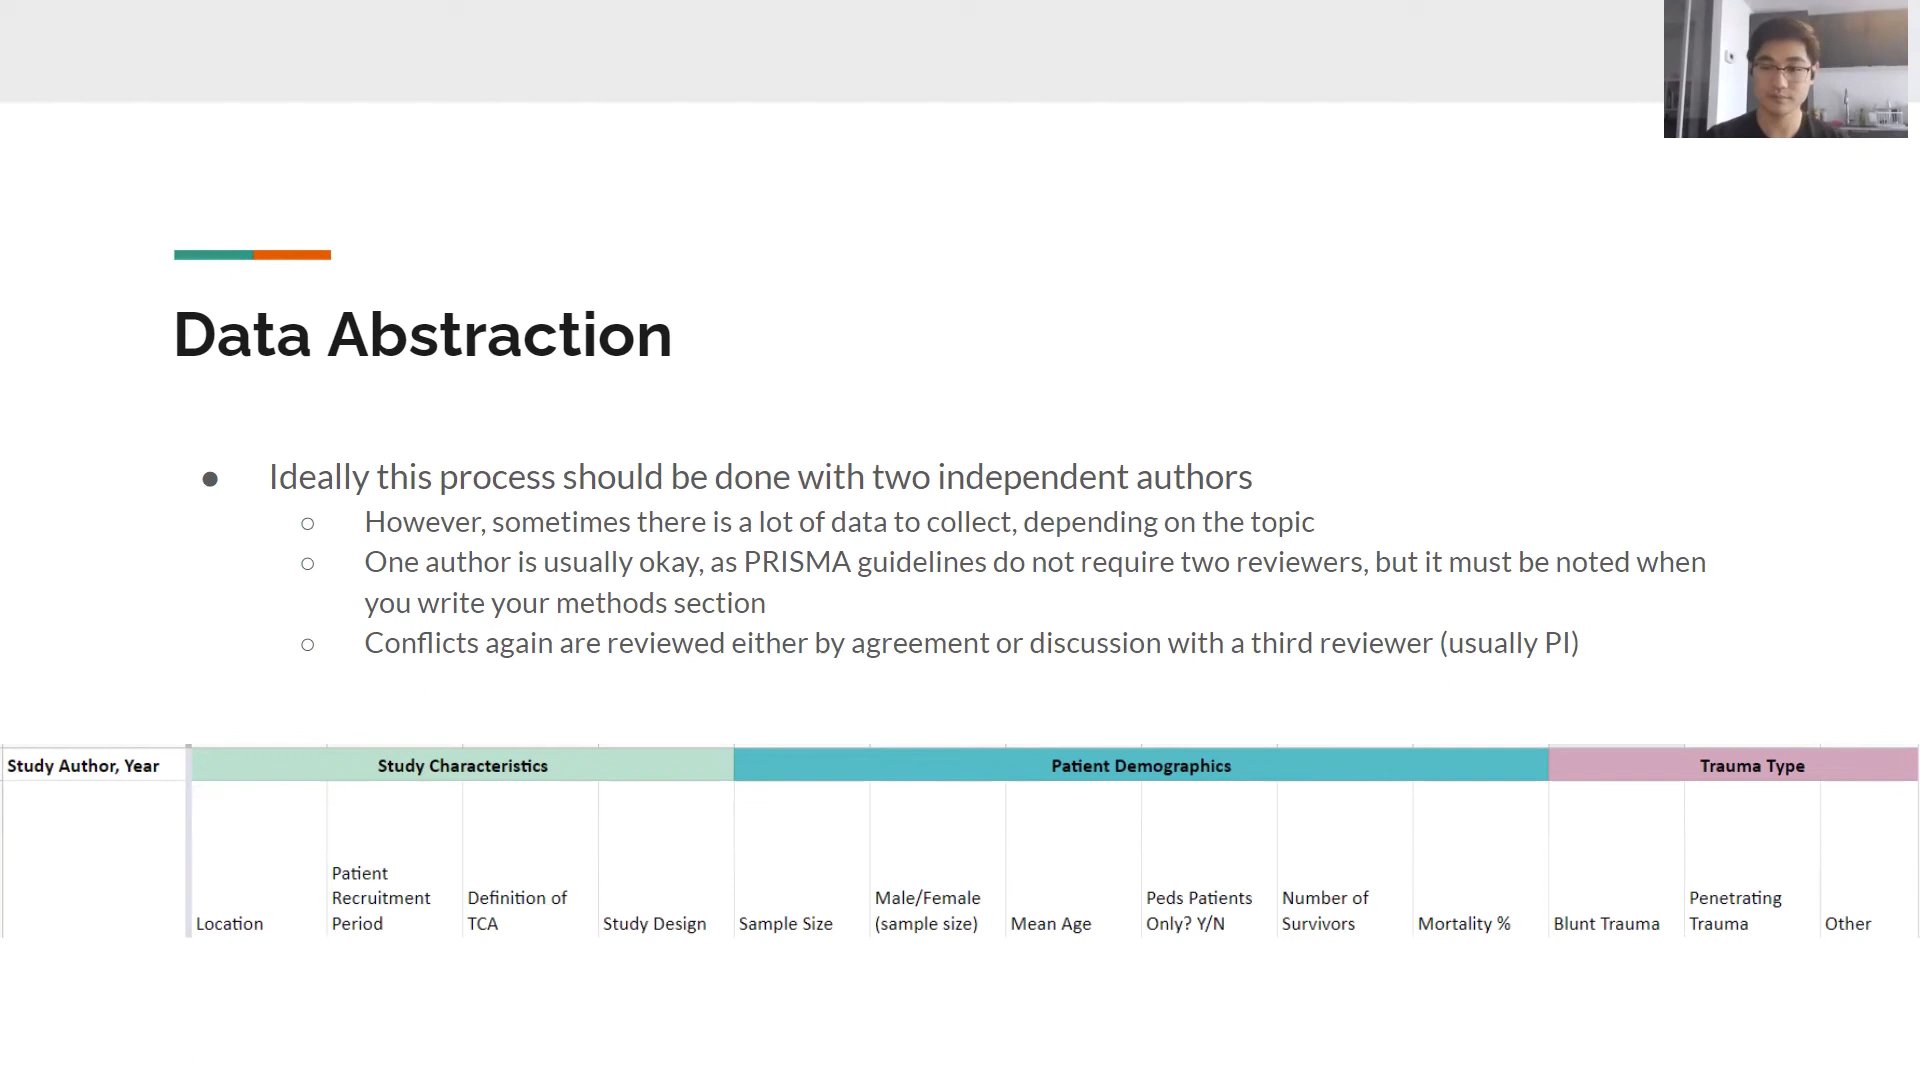 Data Abstraction
● Ideally this process should be done with two independent authors
○ However, sometimes there is a lot of data to collect, depending on the topic
○ One author is usually okay, as PRISMA guidelines do not require two reviewers, but it must be noted when
you write your methods section
○ Conflicts again are reviewed either by agreement or discussion with a third reviewer (usually PI)
Study Author, Year
Study Characteristics
Patient Demographics
Trauma Type
Location
Patient
Recruitment
Period
Definition of
TCA
Study Design
Sample Size
Male/Female
(sample size)
Mean Age
Peds Patients
Only? Y/N
Number of
Survivors
Mortality %
Blunt Trauma
Penetrating
Trauma
Other